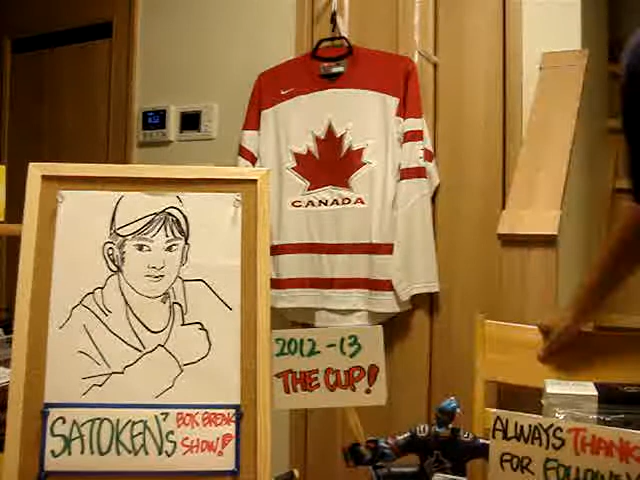 CANADA
2012-13
THE CUP!
SATOKEN's
BOX BREAK
SHOW!
ALWAYS THANK
FOR FOLLOW